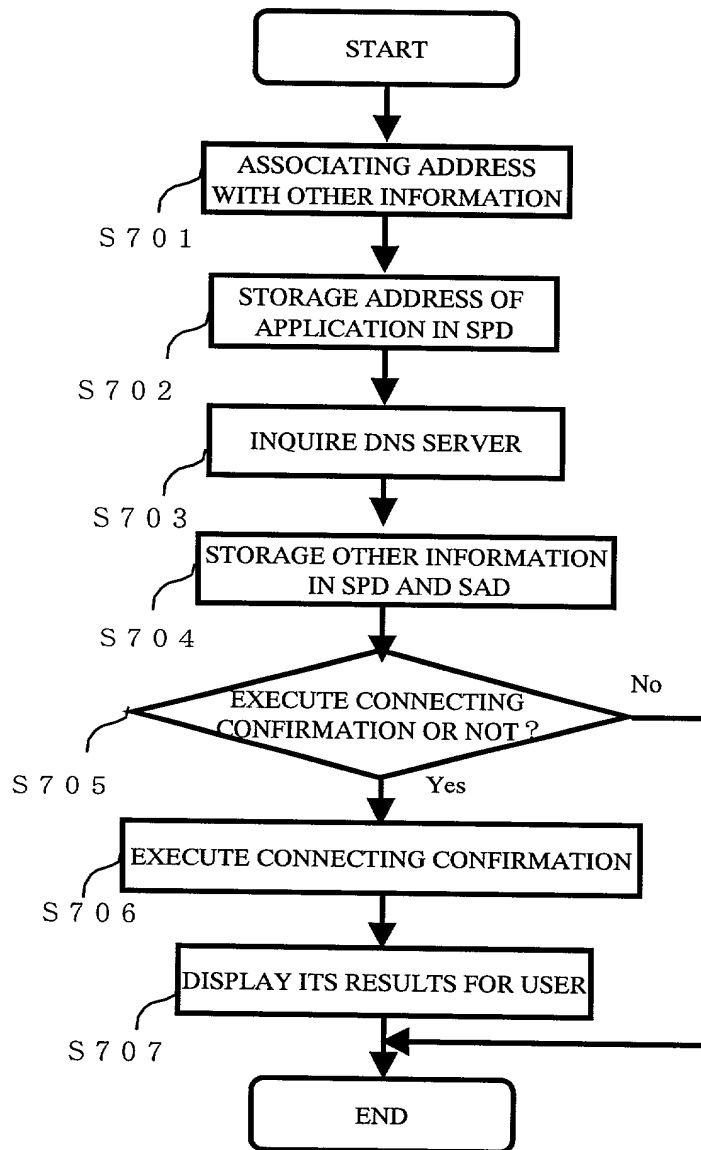 START
ASSOCIATING ADDRESS
WITH OTHER INFORMATION
S701
STORAGE ADDRESS OF
APPLICATION IN SPD
S702
INQUIRE DNS SERVER
S703
STORAGE OTHER INFORMATION
IN SPD AND SAD
S704
EXECUTE CONNECTING
CONFIRMATION OR NOT?
No
S705
Yes
EXECUTE CONNECTING CONFIRMATION
S706
DISPLAY ITS RESULTS FOR USER
S707
END